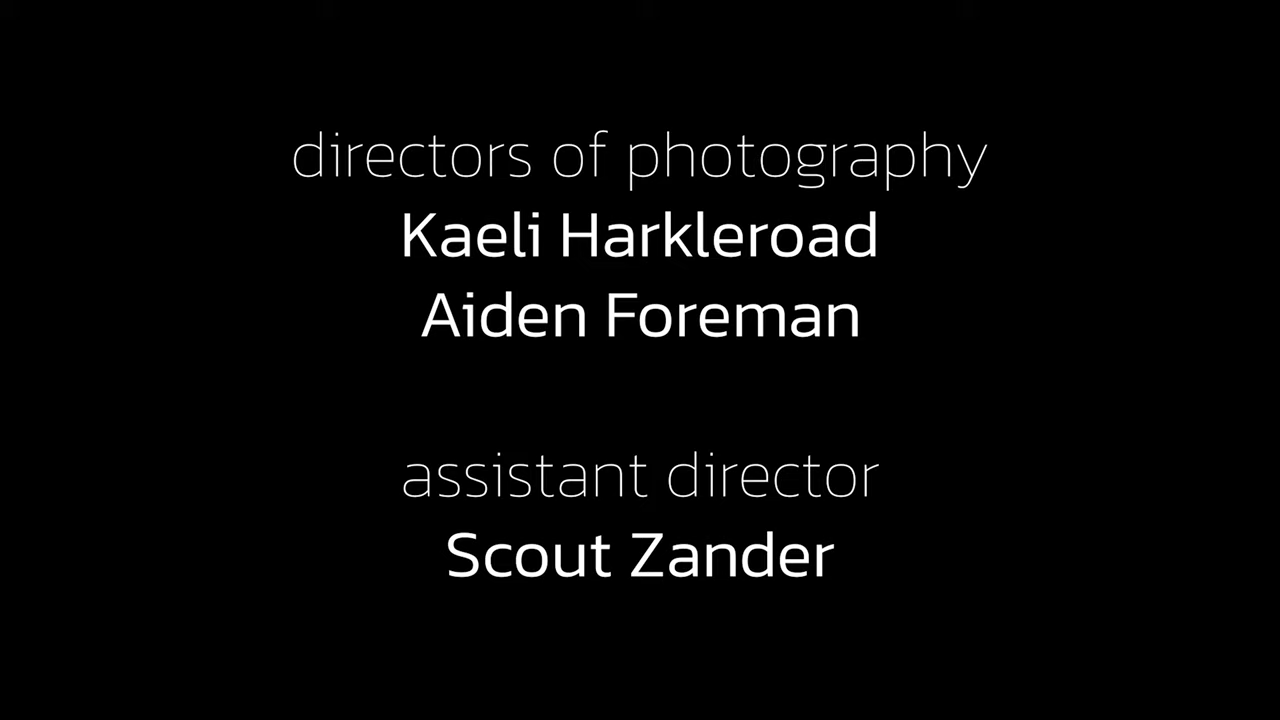 directors of photography
Kaeli Harkleroad
Aiden Foreman
assistant director
Scout Zander